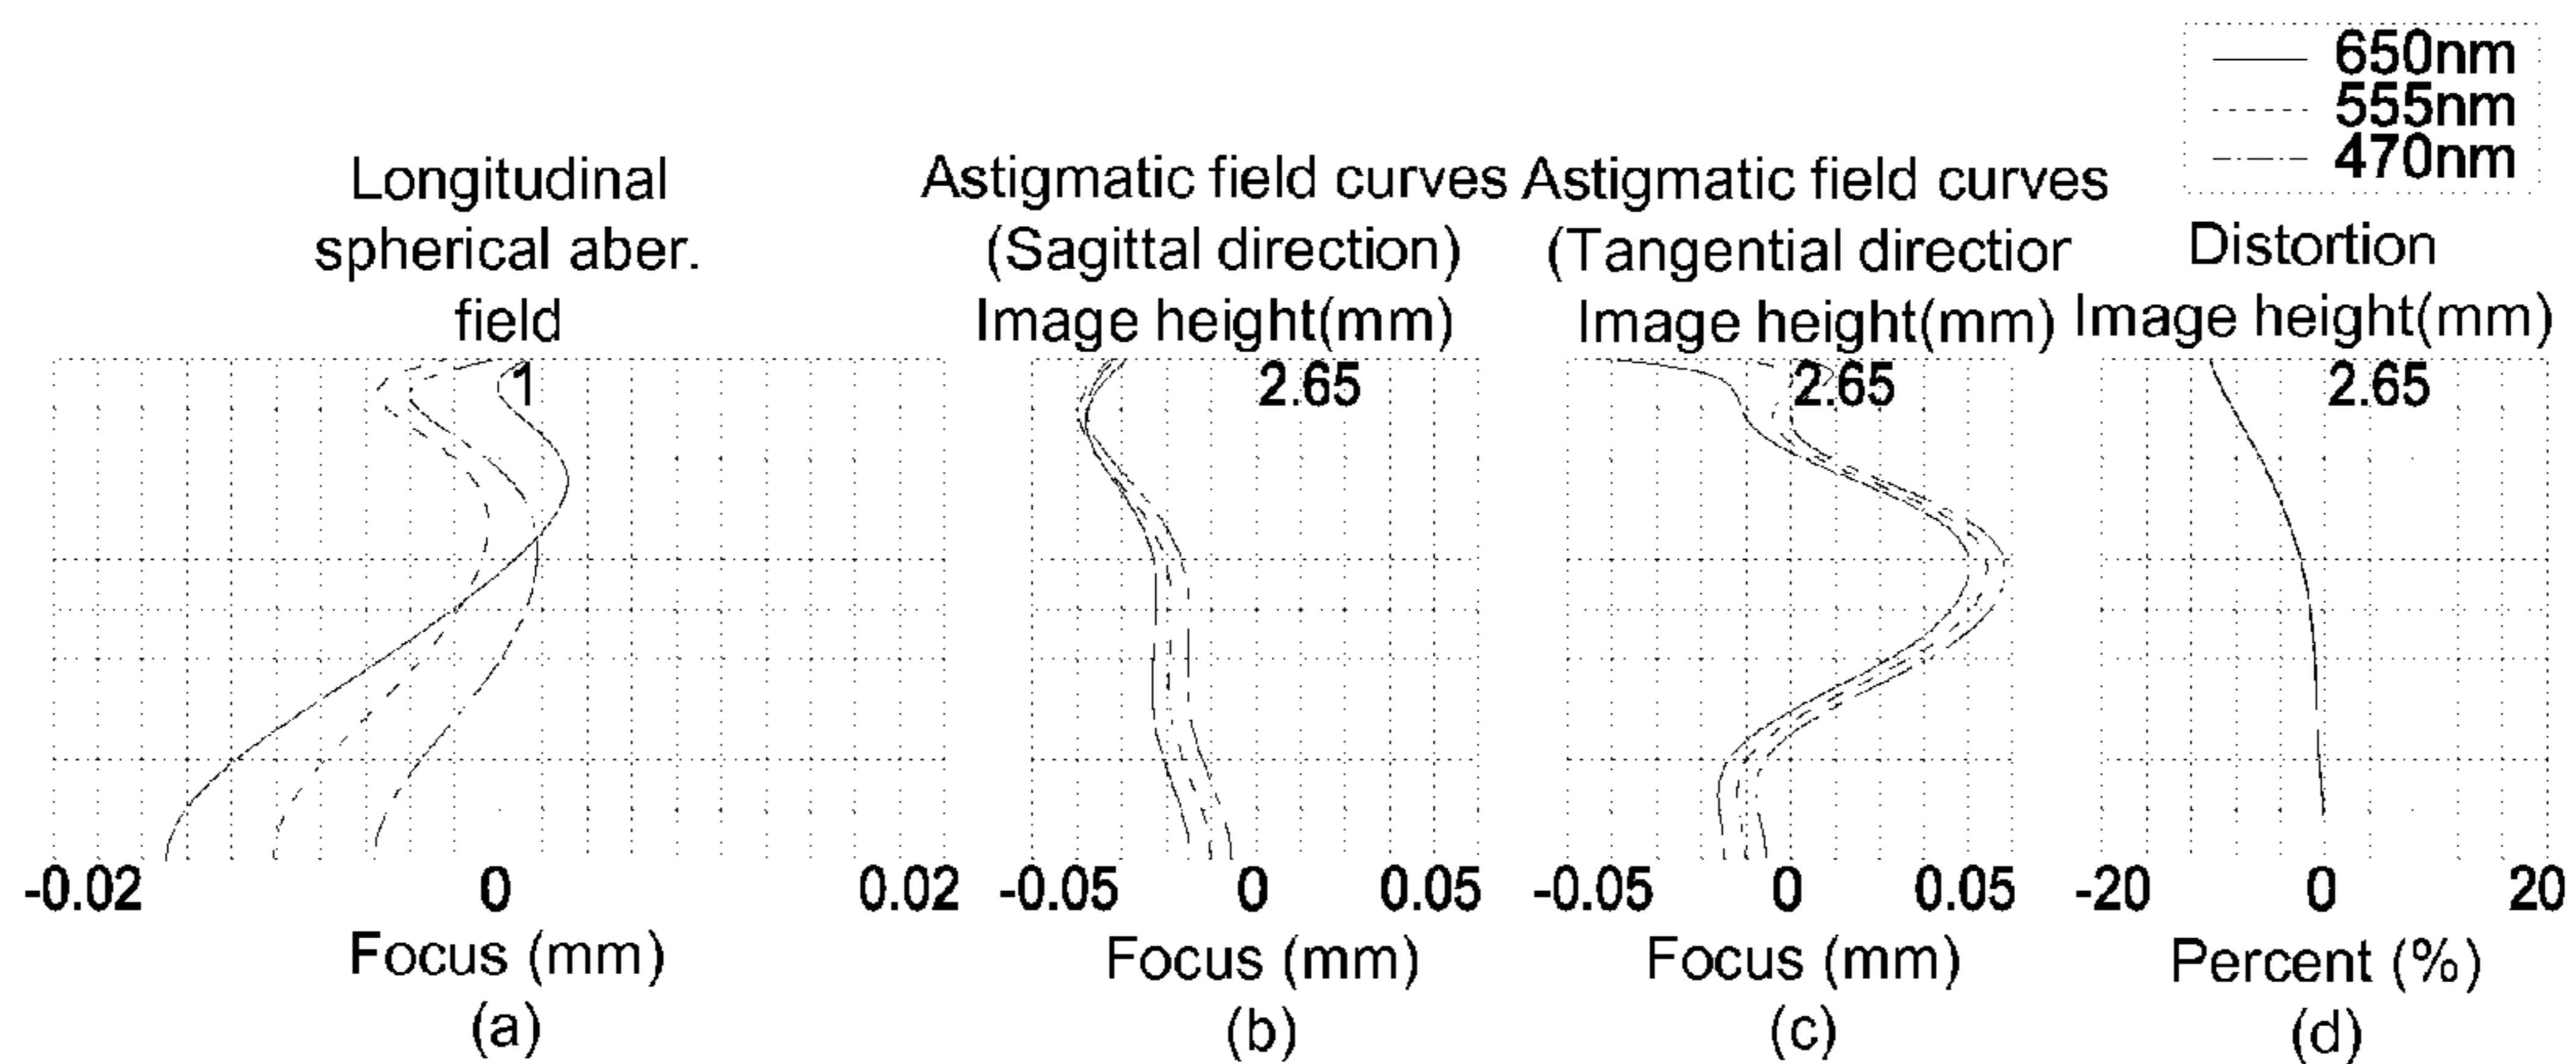 650nm
555nm
470nm
Longitudinal
spherical aber.
field
1
-0.02 0 0.02
Focus (mm)
(a)
Astigmatic field curves
(Sagittal direction)
Image height(mm)
2.65
-0.05 0 0.05
Focus (mm)
(b)
Astigmatic field curves
(Tangential direction
Image height(mm)
2.65
-0.05 0 0.05
Focus (mm)
(c)
Distortion
Image height(mm)
2.65
-20 0 20
Percent (%)
(d)